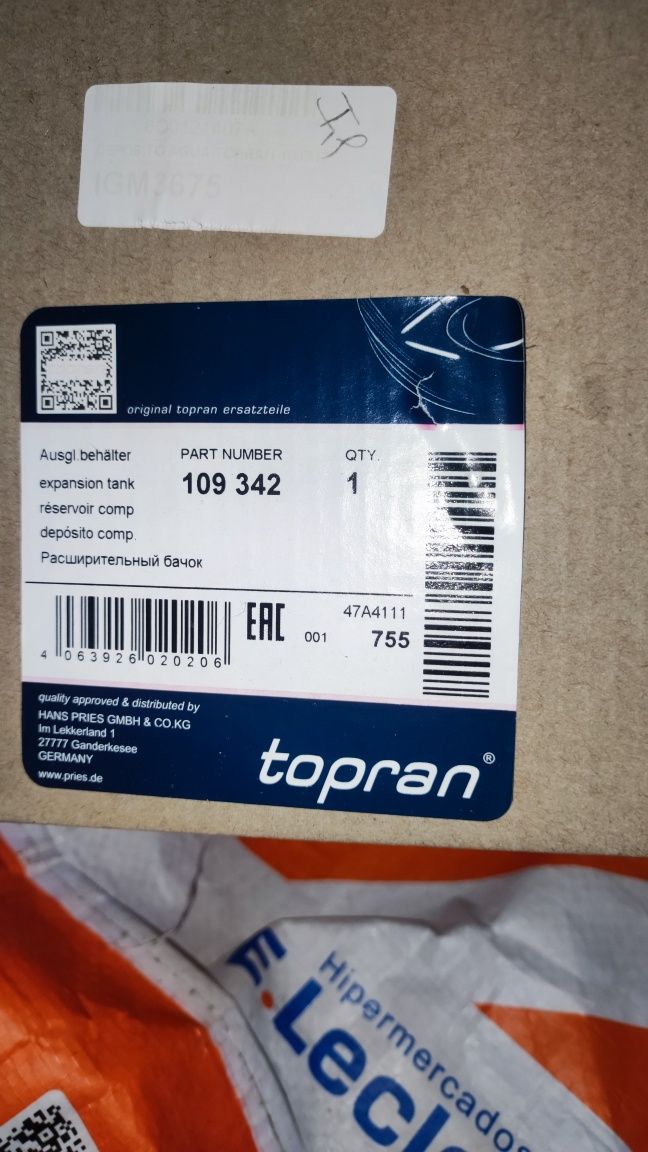 IGM3675
original topran ersatzteile
Ausgl.behälter
PART NUMBER
QTY.
expansion tank
109 342
1
réservoir comp
depósito comp.
Расширительный бачок
4 063926 020206
EAC
001
47A4111
755
quality approved & distributed by
HANS PRIES GMBH & CO.KG
Im Lekkerland 1
27777 Ganderkesee
GERMANY
www.pries.de
topran®
Hipermercados
E.Lecl